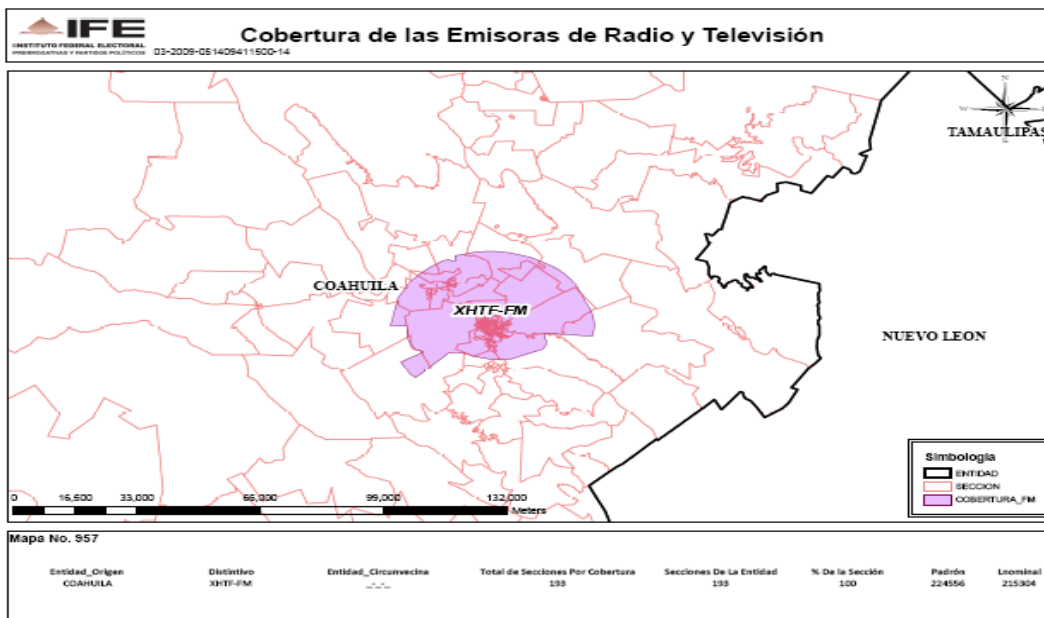 IFE
INSTITUTO FEDERAL ELECTORAL
PRERROGATIVAS Y PARTIDOS POLÍTICOS
03-2009-051409411500-14
Cobertura de las Emisoras de Radio y Televisión
N
W
TAMAULIPAS
COAHUILA
XHTF-FM
NUEVO LEON
Simbología
ENTIDAD
SECCION
COBERTURA_FM
0 16,500 33,000 66,000 99,000 132,000
Meters
Mapa No. 957
Entidad_Origen Distintivo Entidad_Circunvecina Total de Secciones Por Cobertura Secciones De La Entidad % De la Sección Padrón Lnominal
COAHUILA XHTF-FM _._._ 193 193 100 224556 215304